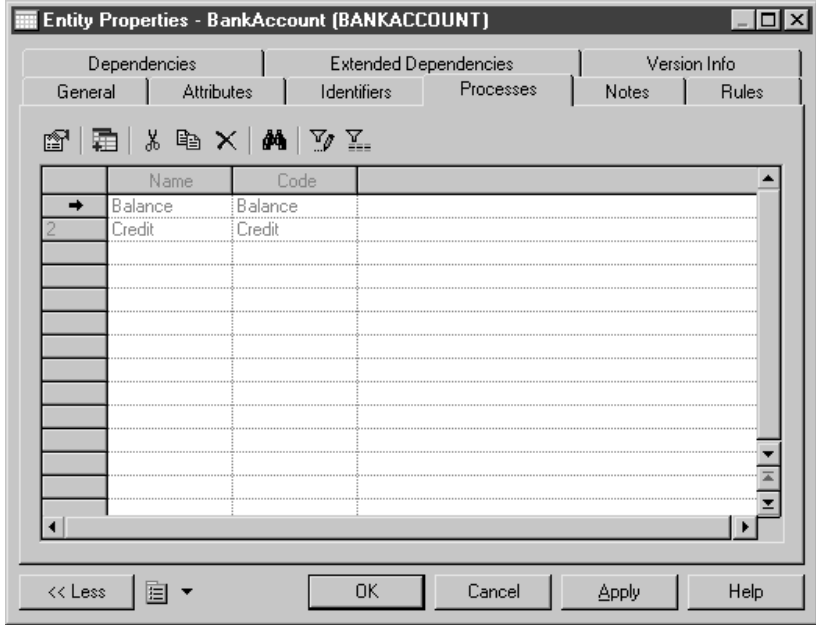 Entity Properties - BankAccount (BANKACCOUNT)
Dependencies Extended Dependencies Version Info
General Attributes Identifiers Processes Notes Rules
Name Code
Balance Balance
2 Credit Credit
<< Less OK Cancel Apply Help